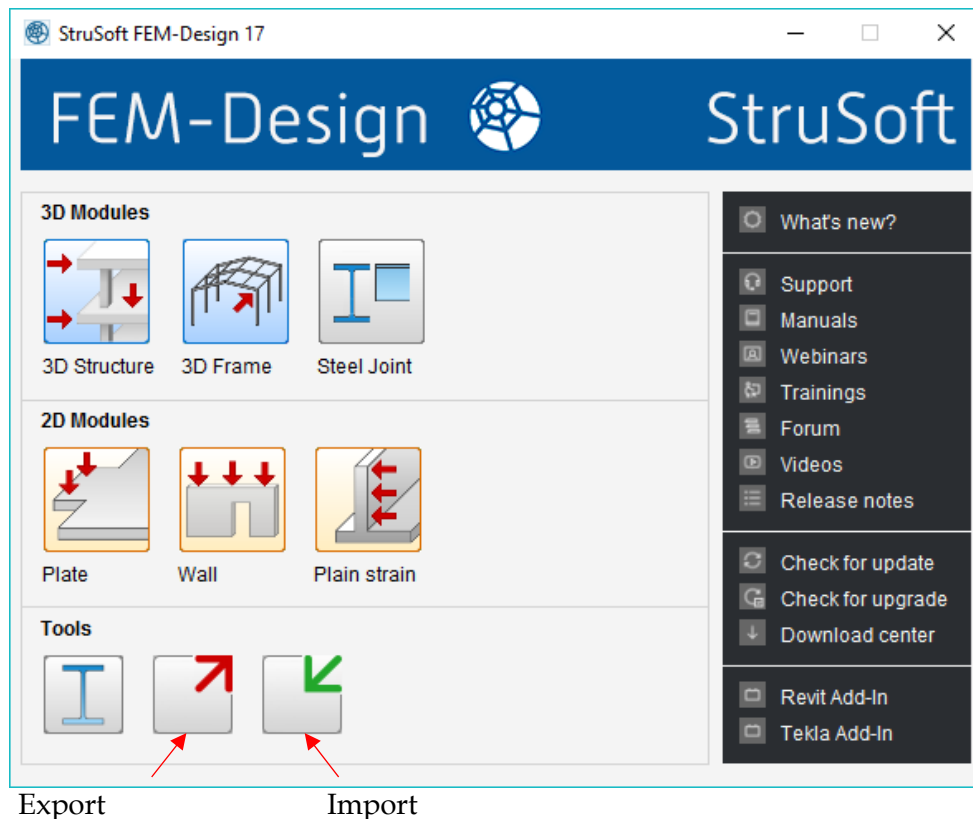 StruSoft FEM-Design 17
FEM-Design StruSoft
3D Modules
3D Structure 3D Frame Steel Joint
2D Modules
Plate Wall Plain strain
Tools
What's new?
Support
Manuals
Webinars
Trainings
Forum
Videos
Release notes
Check for update
Check for upgrade
Download center
Revit Add-In
Tekla Add-In
Export Import